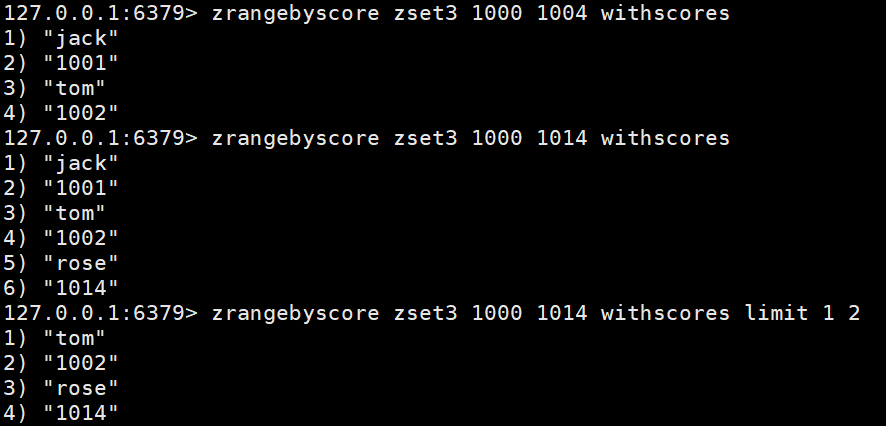 127.0.0.1:6379> zrangebyscore zset3 1000 1004 withscores
1) "jack"
2) "1001"
3) "tom"
4) "1002"
127.0.0.1:6379> zrangebyscore zset3 1000 1014 withscores
1) "jack"
2) "1001"
3) "tom"
4) "1002"
5) "rose"
6) "1014"
127.0.0.1:6379> zrangebyscore zset3 1000 1014 withscores limit 1 2
1) "tom"
2) "1002"
3) "rose"
4) "1014"